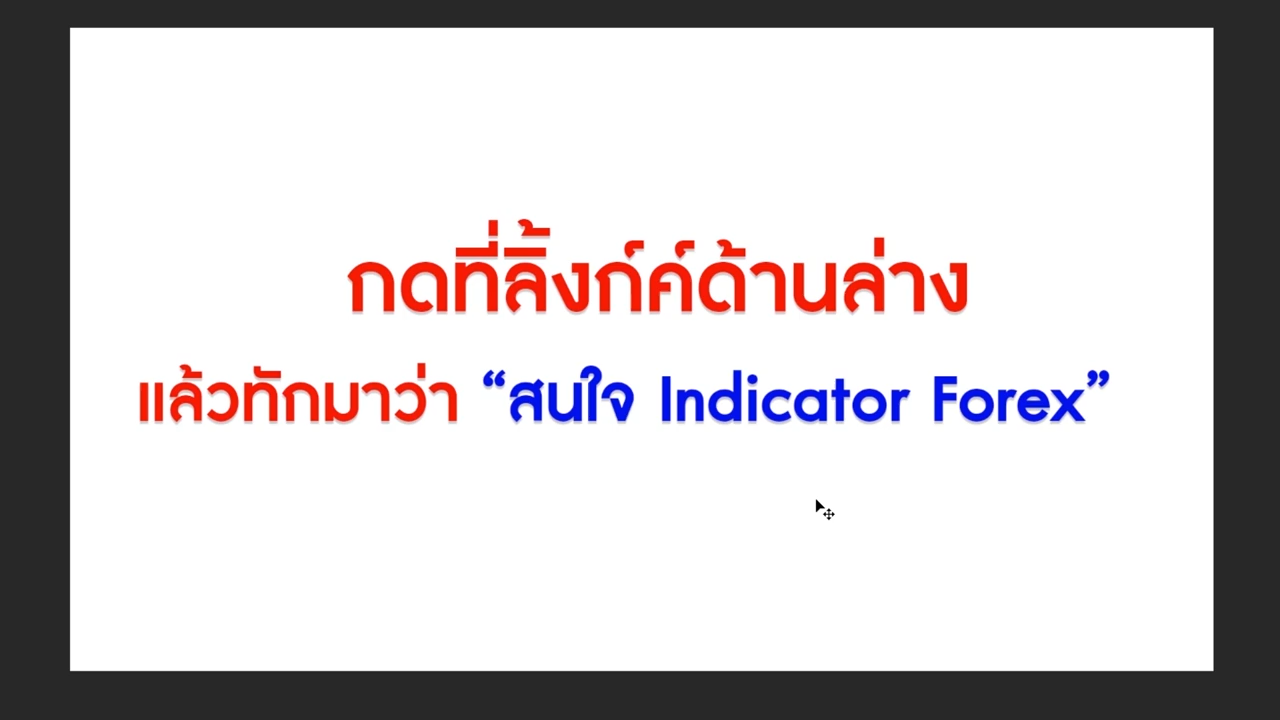 กดที่ลิ้งก์ค์ด้านล่าง
แล้วทักมาว่า “สนใจ Indicator Forex”